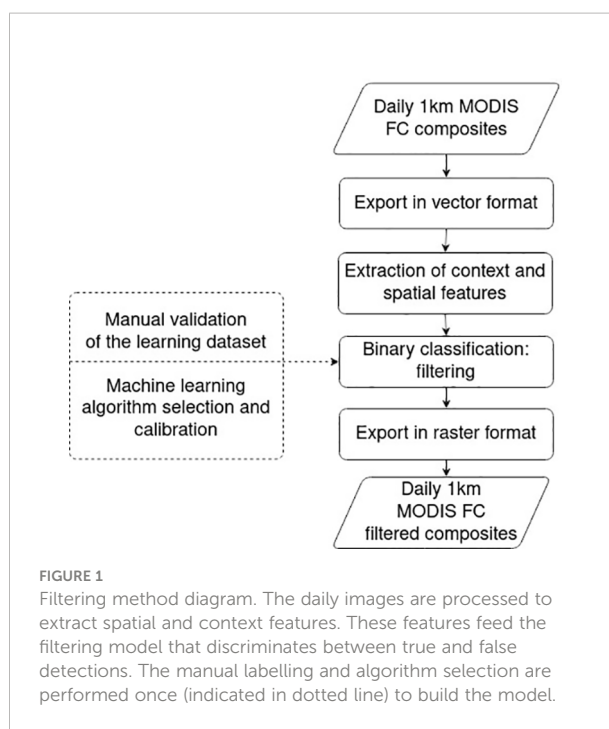 Daily 1km MODIS
FC composites
Export in vector format
Extraction of context and
spatial features
Manual validation
of the learning dataset
Machine learning
algorithm selection and
calibration
Binary classification:
filtering
Export in raster format
Daily 1km
MODIS FC
filtered composites
FIGURE 1
Filtering method diagram. The daily images are processed to
extract spatial and context features. These features feed the
filtering model that discriminates between true and false
detections. The manual labelling and algorithm selection are
performed once (indicated in dotted line) to build the model.